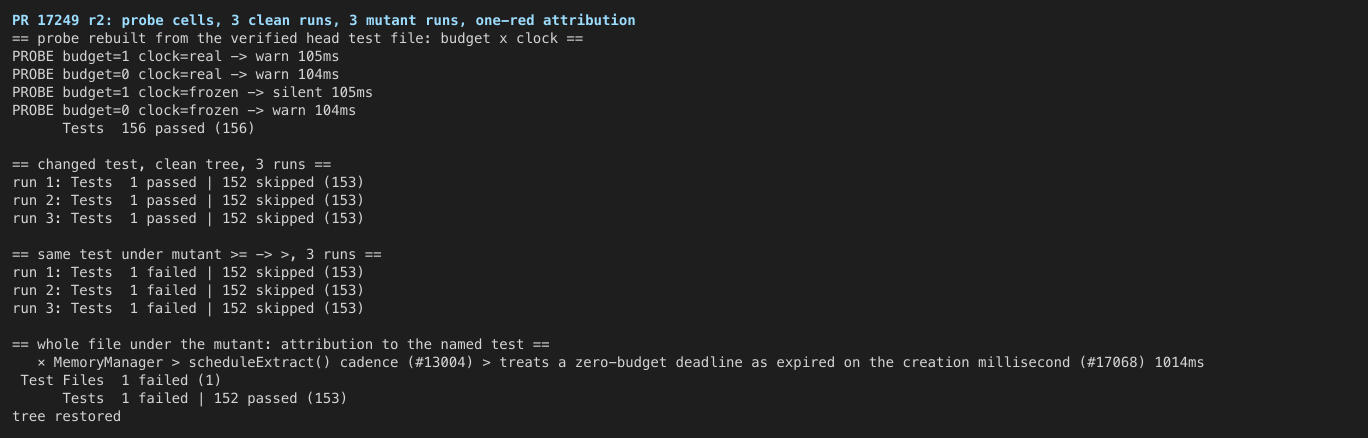 PR 17249 r2: probe cells, 3 clean runs, 3 mutant runs, one-red attribution
== probe rebuilt from the verified head test file: budget x clock ==
PROBE budget=1 clock=real -> warn 105ms
PROBE budget=0 clock=real -> warn 104ms
PROBE budget=1 clock=frozen -> silent 105ms
PROBE budget=0 clock=frozen -> warn 104ms
Tests 156 passed (156)
== changed test, clean tree, 3 runs ==
run 1: Tests 1 passed | 152 skipped (153)
run 2: Tests 1 passed | 152 skipped (153)
run 3: Tests 1 passed | 152 skipped (153)
== same test under mutant >= -> >, 3 runs ==
run 1: Tests 1 failed | 152 skipped (153)
run 2: Tests 1 failed | 152 skipped (153)
run 3: Tests 1 failed | 152 skipped (153)
== whole file under the mutant: attribution to the named test ==
× MemoryManager > scheduleExtract() cadence (#13004) > treats a zero-budget deadline as expired on the creation millisecond (#17068) 1014ms
Test Files 1 failed (1)
Tests 1 failed | 152 passed (153)
tree restored